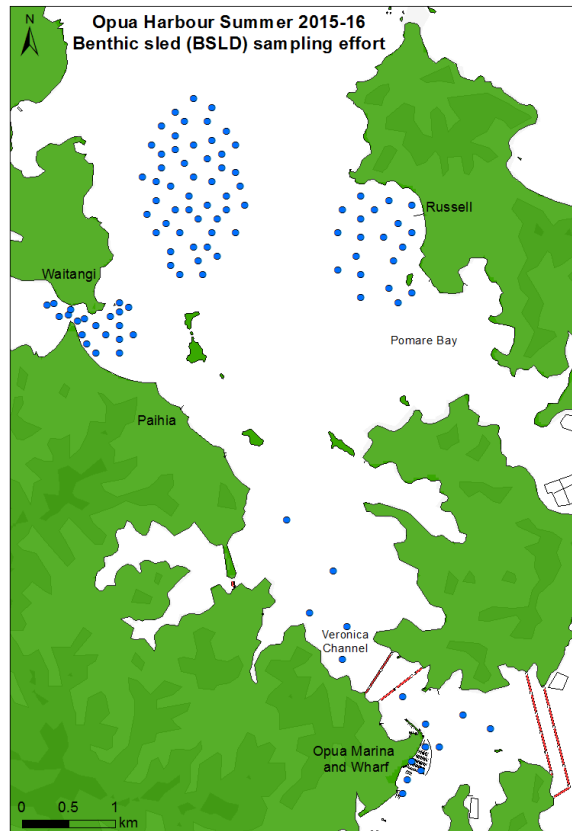 Opua Harbour Summer 2015-16
Benthic sled (BSLD) sampling effort
N
Russell
Waitangi
Pomare Bay
Paihia
Veronica
Channel
Opua Marina
and Wharf
0 0.5 1
km